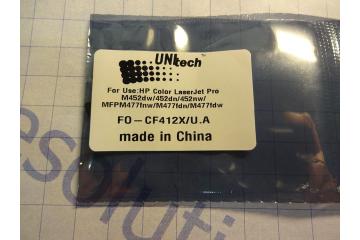 UNItech
For Use:HP Color LaserJet Pro
M452dw/452dn/452nw/
MFPM477fnw/M477fdn/M477fdw
FO-CF412X/U.A
made in China